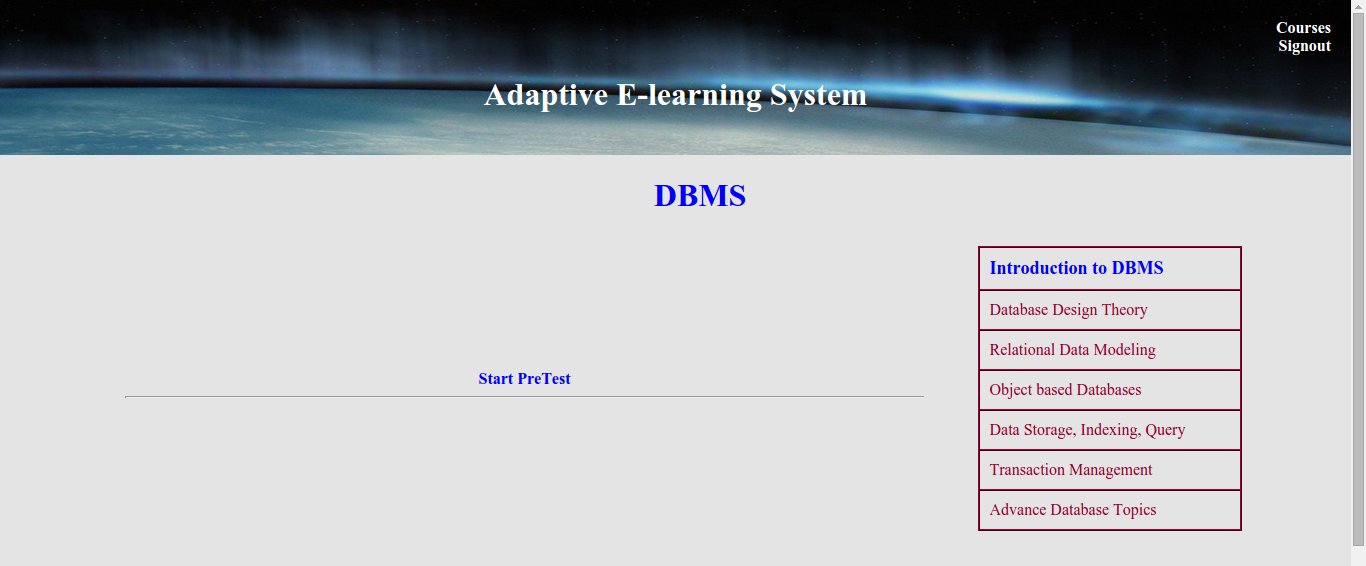 Courses
Signout
Adaptive E-learning System
DBMS
Introduction to DBMS
Database Design Theory
Relational Data Modeling
Start PreTest
Object based Databases
Data Storage, Indexing, Query
Transaction Management
Advance Database Topics